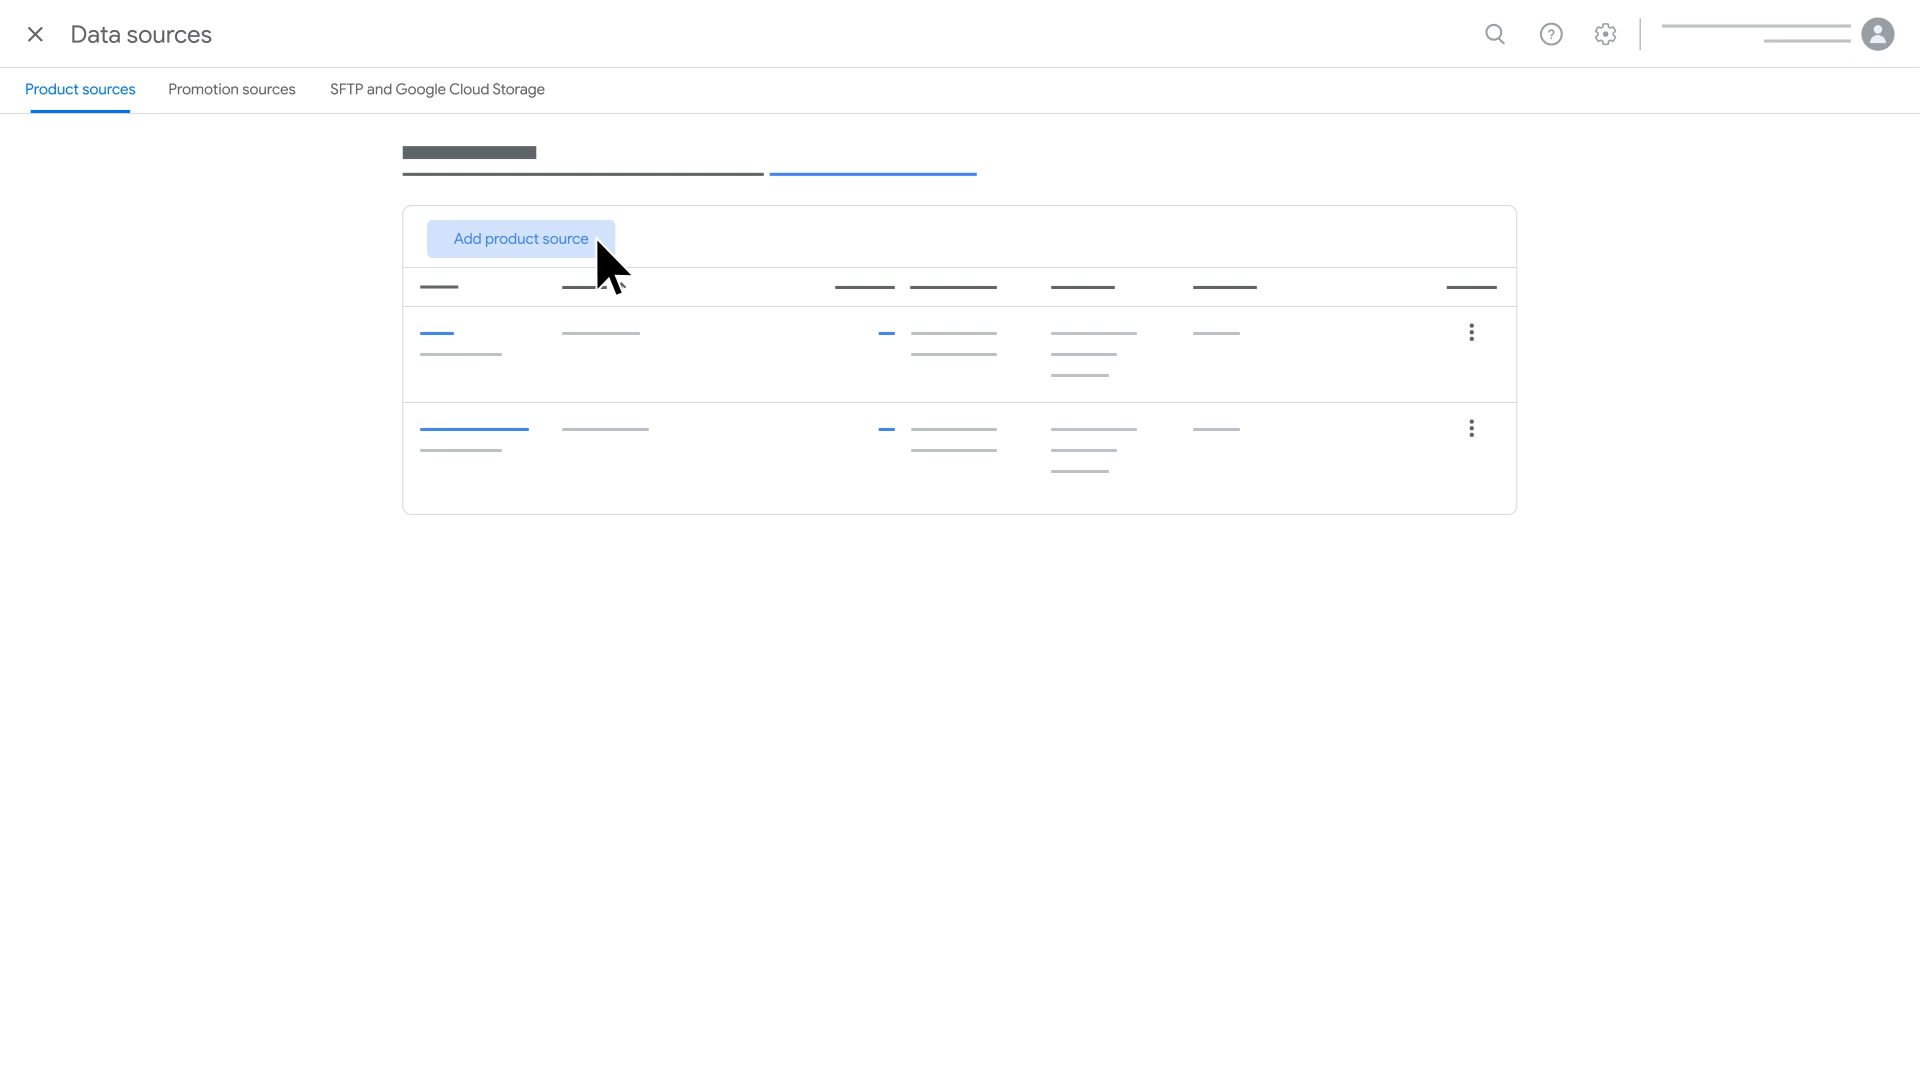 Data sources
?
Product sources
Promotion sources
SFTP and Google Cloud Storage
Add product source